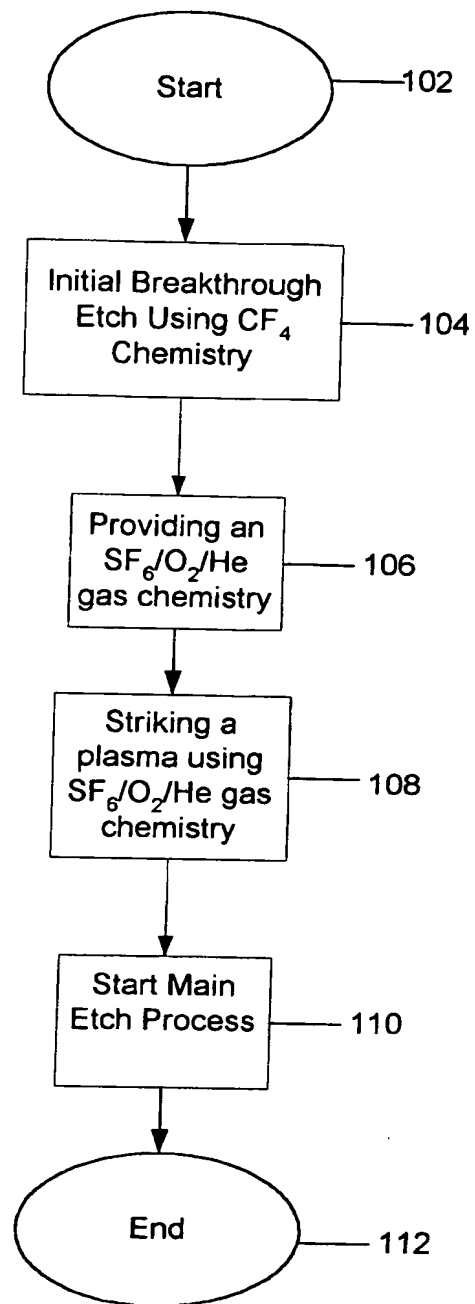 Start
102
Initial Breakthrough
Etch Using CF₄
Chemistry
104
Providing an
SF₆/O₂/He
gas chemistry
106
Striking a
plasma using
SF₆/O₂/He gas
chemistry
108
Start Main
Etch Process
110
End
112